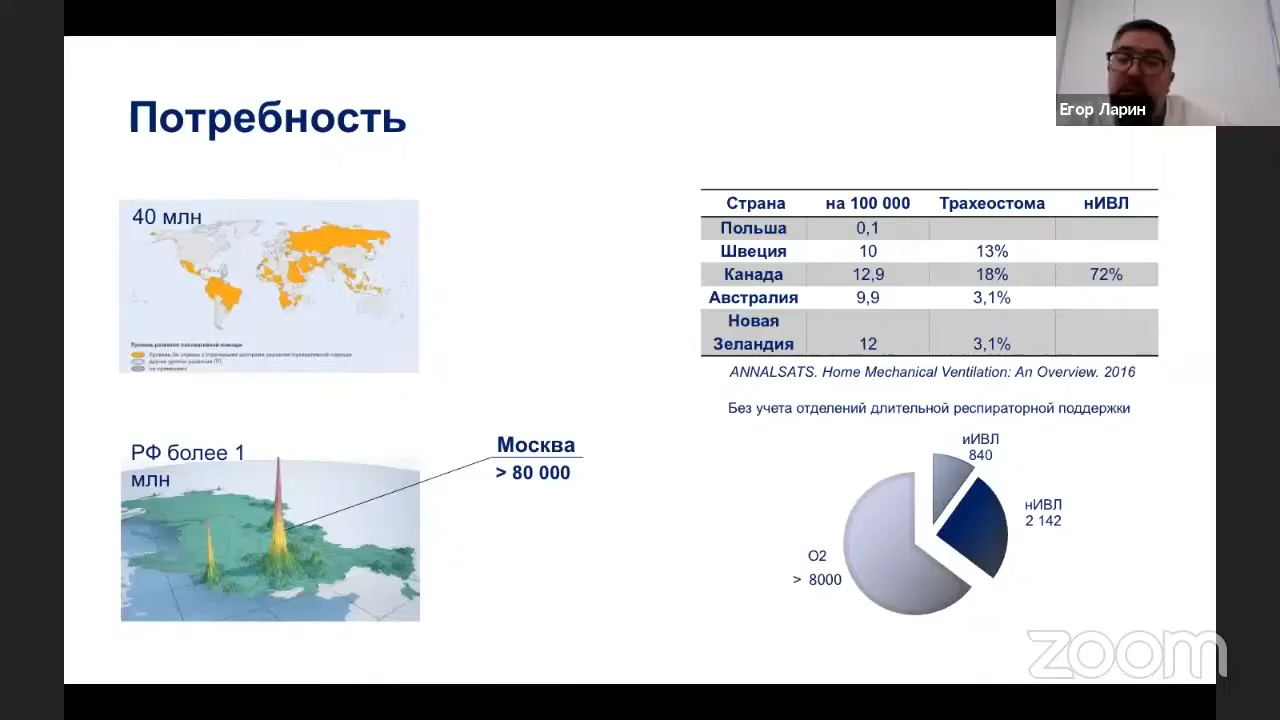 Потребность
Егор Ларин
40 млн
РФ более 1
млн
Москва
> 80 000
Страна на 100 000 Трахеостома нИВЛ
Польша 0,1
Швеция 10 13%
Канада 12,9 18% 72%
Австралия 9,9 3,1%
Новая
Зеландия 12 3,1%
ANNALSATS. Home Mechanical Ventilation: An Overview. 2016
Без учета отделений длительной респираторной поддержки
иИВЛ
840
нИВЛ
2 142
О2
> 8000
zoom